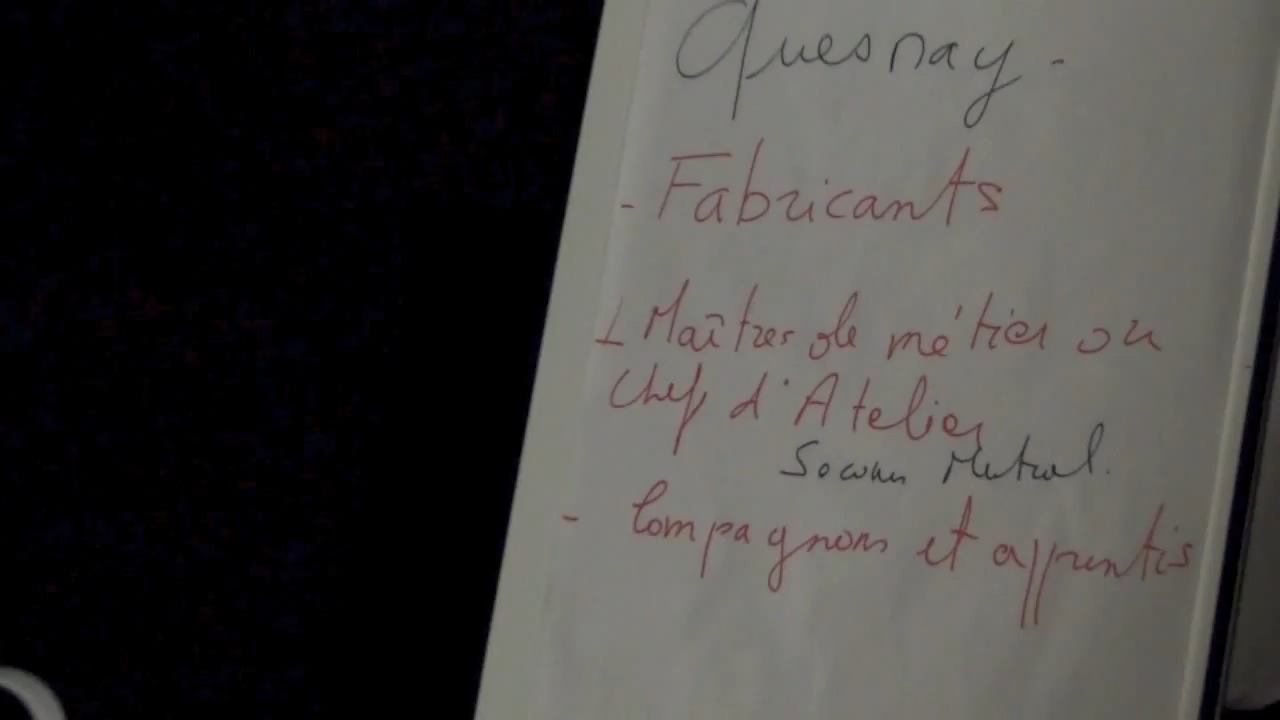 Quesnay -
- Fabricants
- Maîtres de métier ou
Chef d'Atelier
Secours Mutuel.
- Compagnons et apprentis